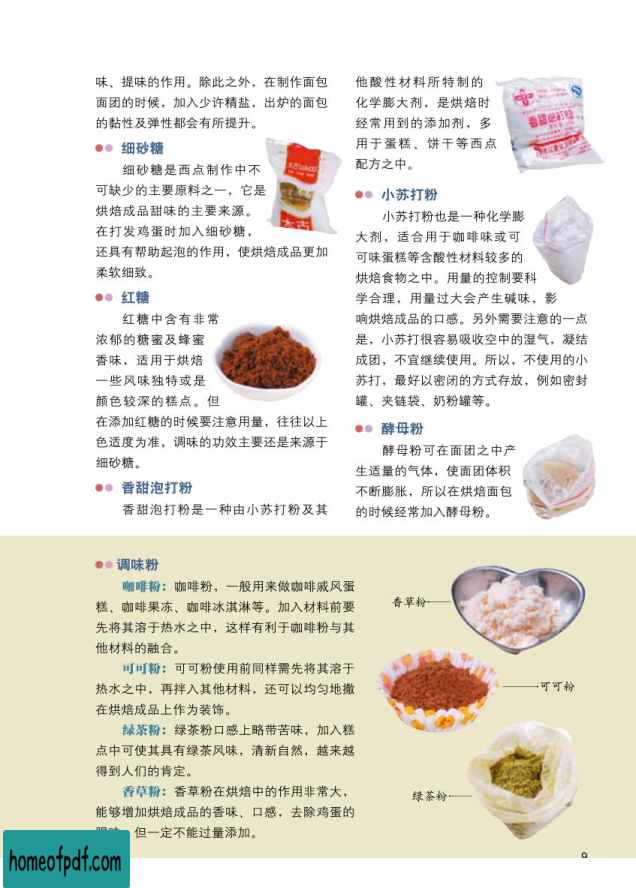 味、提味的作用。除此之外，在制作面包
面团的时候，加入少许精盐，出炉的面包
的黏性及弹性都会有所提升。
细砂糖
细砂糖是西点制作中不
可缺少的主要原料之一，它是
烘焙成品甜味的主要来源。
在打发鸡蛋时加入细砂糖，
还具有帮助起泡的作用，使烘焙成品更加
柔软细致。
红糖
红糖中含有非常
浓郁的糖蜜及蜂蜜
香味，适用于烘焙
一些风味独特或是
颜色较深的糕点。但
在添加红糖的时候要注意用量，往往以上
色适度为准，调味的功效主要还是来源于
细砂糖。
香甜泡打粉
香甜泡打粉是一种由小苏打粉及其
他酸性材料所特制的
化学膨大剂，是烘焙时
经常用到的添加剂，多
用于蛋糕、饼干等西点
配方之中。
香甜泡打粉
小苏打粉
小苏打粉也是一种化学膨
大剂，适合用于咖啡味或可
可味蛋糕等含酸性材料较多的
烘焙食物之中。用量的控制要科
学合理，用量过大会产生碱味，影
响烘焙成品的口感。另外需要注意的一点
是，小苏打很容易吸收空中的湿气，凝结
成团，不宜继续使用。所以，不使用的小
苏打，最好以密闭的方式存放，例如密封
罐、夹链袋、奶粉罐等。
酵母粉
酵母粉可在面团之中产
生适量的气体，使面团体积
不断膨胀，所以在烘焙面包
的时候经常加入酵母粉。
调味粉
咖啡粉：咖啡粉，一般用来做咖啡戚风蛋
糕、咖啡果冻、咖啡冰淇淋等。加入材料前要
先将其溶于热水之中，这样有利于咖啡粉与其
他材料的融合。
可可粉：可可粉使用前同样需先将其溶于
热水之中，再拌入其他材料，还可以均匀地撒
在烘焙成品上作为装饰。
绿茶粉：绿茶粉口感上略带苦味，加入糕
点中可使其具有绿茶风味，清新自然，越来越
得到人们的肯定。
香草粉：香草粉在烘焙中的作用非常大，
能够增加烘焙成品的香味、口感，去除鸡蛋的
但一定不能过量添加。
香草粉
可可粉
绿茶粉
9
homeofpdf.com